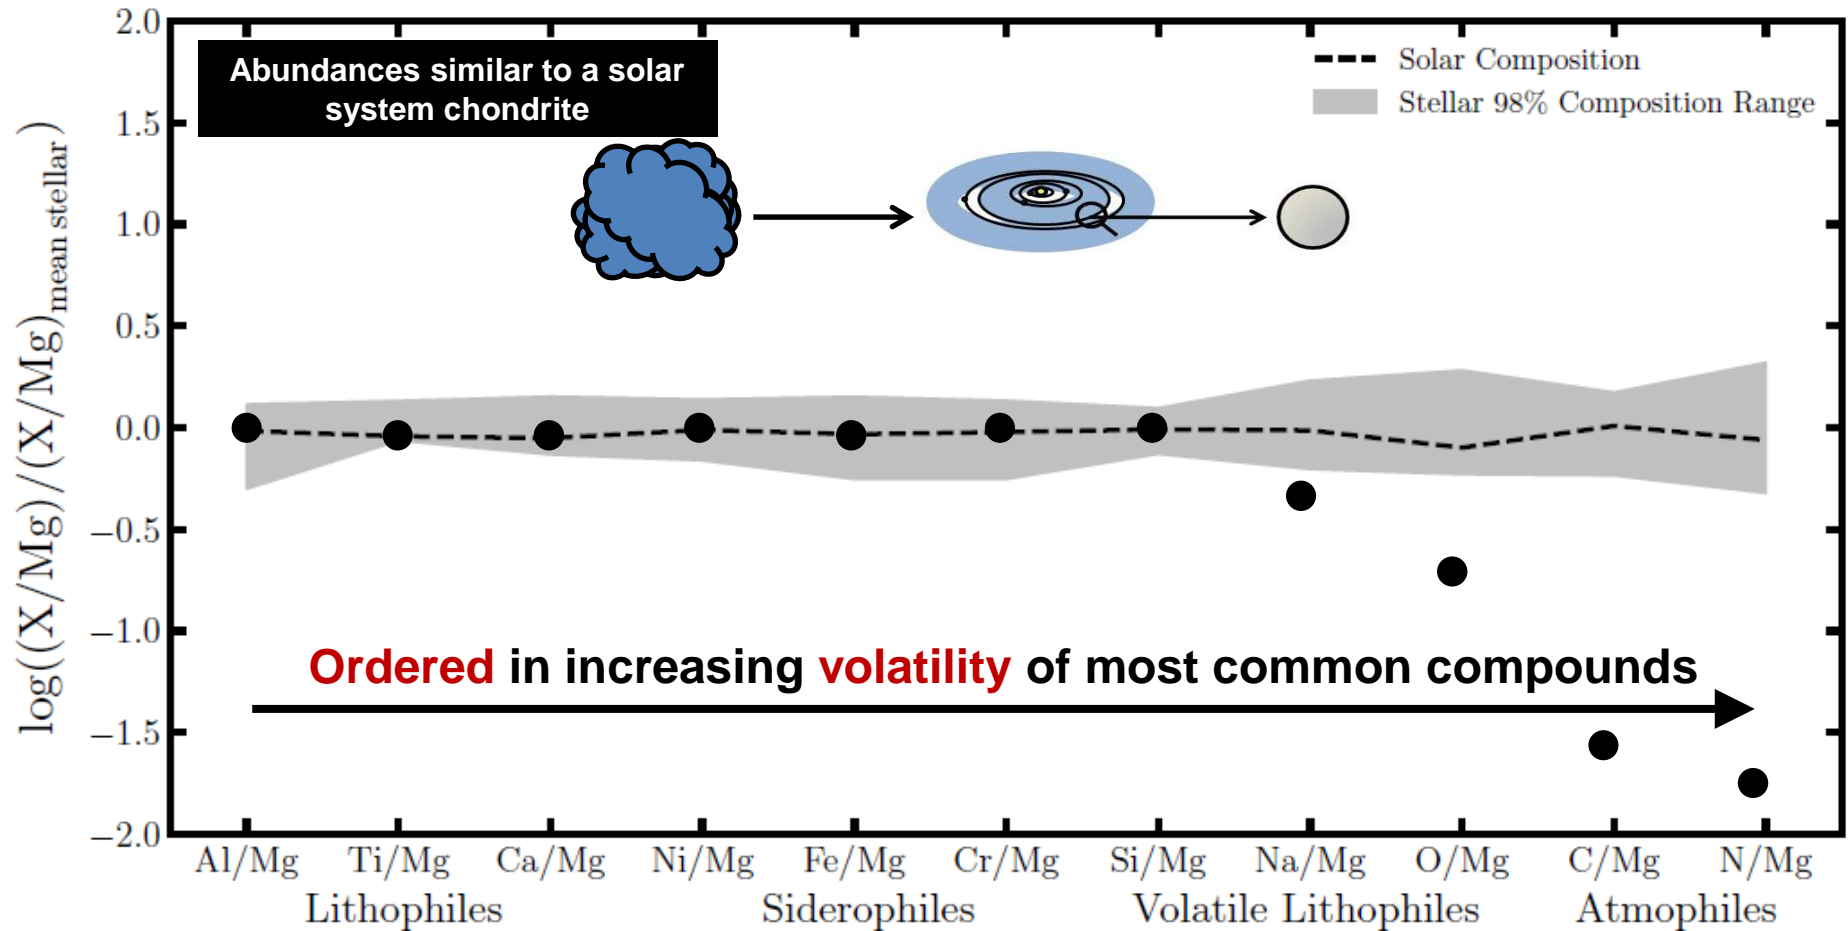 2.0
Abundances similar to a solar
system chondrite
Solar Composition
Stellar 98% Composition Range
1.5
1.0
0.5
0.0
−0.5
−1.0
−1.5
−2.0
log((X/Mg)/(X/Mg)mean stellar)
Ordered in increasing volatility of most common compounds
Al/Mg Ti/Mg Ca/Mg Ni/Mg Fe/Mg Cr/Mg Si/Mg Na/Mg O/Mg C/Mg N/Mg
Lithophiles Siderophiles Volatile Lithophiles Atmophiles